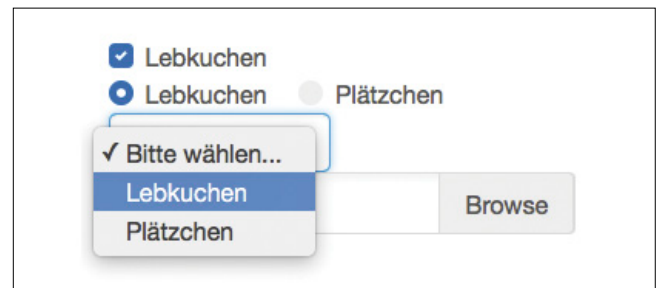 Lebkuchen
Lebkuchen Plätzchen
✓ Bitte wählen...
Lebkuchen
Browse
Plätzchen